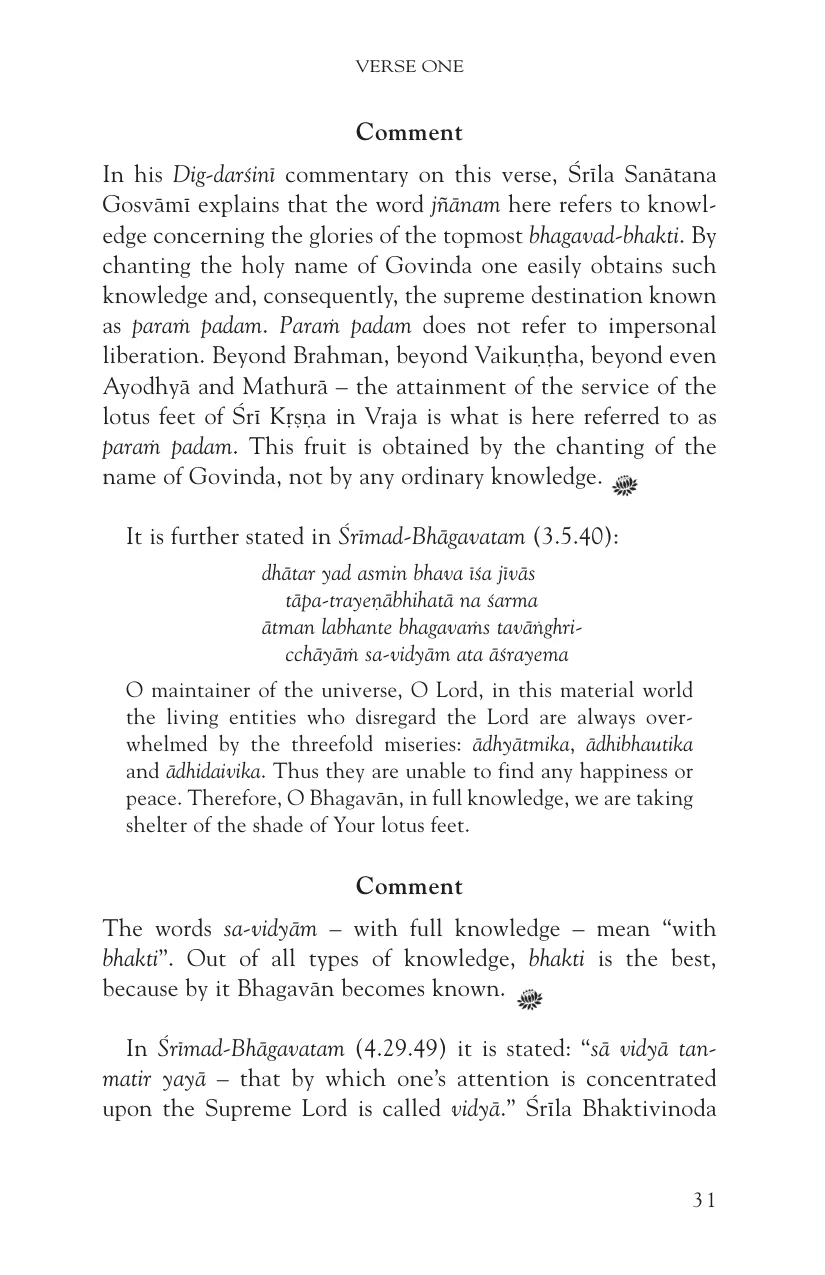 VERSE ONE
Comment
In his Dig-darśinī commentary on this verse, Śrīla Sanātana
Gosvāmī explains that the word jñānam here refers to knowl-
edge concerning the glories of the topmost bhagavad-bhakti. By
chanting the holy name of Govinda one easily obtains such
knowledge and, consequently, the supreme destination known
as paraṁ padam. Paraṁ padam does not refer to impersonal
liberation. Beyond Brahman, beyond Vaikuṇṭha, beyond even
Ayodhyā and Mathurā – the attainment of the service of the
lotus feet of Śrī Kṛṣṇa in Vraja is what is here referred to as
paraṁ padam. This fruit is obtained by the chanting of the
name of Govinda, not by any ordinary knowledge.
It is further stated in Śrīmad-Bhāgavatam (3.5.40):
dhātar yad asmin bhava īśa jīvās
tāpa-trayeṇābhihatā na śarma
ātman labhante bhagavaṁs tavāṅghri-
cchāyāṁ sa-vidyām ata āśrayema
O maintainer of the universe, O Lord, in this material world
the living entities who disregard the Lord are always over-
whelmed by the threefold miseries: ādhyātmika, ādhibhautika
and ādhidaivika. Thus they are unable to find any happiness or
peace. Therefore, O Bhagavān, in full knowledge, we are taking
shelter of the shade of Your lotus feet.
Comment
The words sa-vidyām – with full knowledge – mean “with
bhakti”. Out of all types of knowledge, bhakti is the best,
because by it Bhagavān becomes known.
In Śrīmad-Bhāgavatam (4.29.49) it is stated: “sā vidyā tan-
matir yayā – that by which one’s attention is concentrated
upon the Supreme Lord is called vidyā.” Śrīla Bhaktivinoda
31